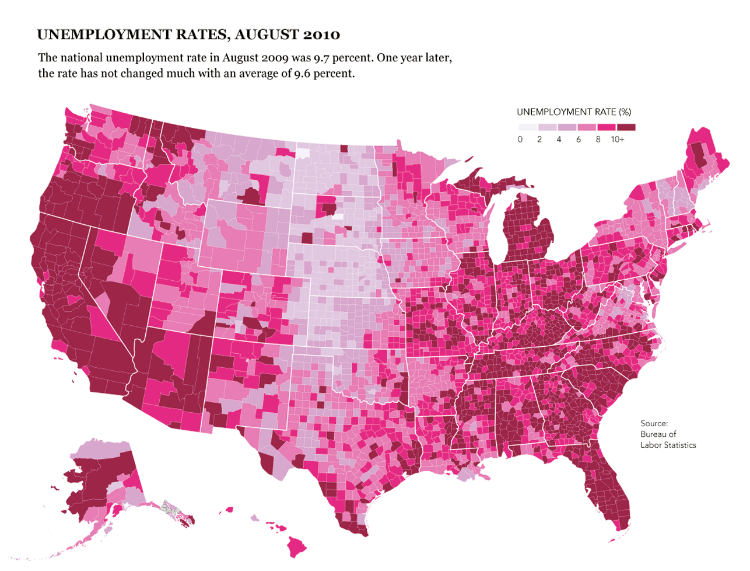 UNEMPLOYMENT RATES, AUGUST 2010
The national unemployment rate in August 2009 was 9.7 percent. One year later,
the rate has not changed much with an average of 9.6 percent.
UNEMPLOYMENT RATE (%)
0 2 4 6 8 10+
Source:
Bureau of
Labor Statistics